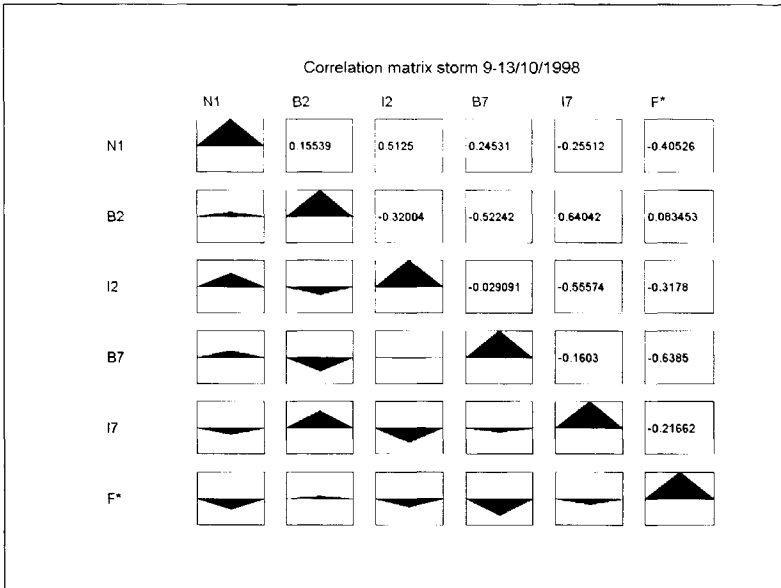 Correlation matrix storm 9-13/10/1998
N1 B2 I2 B7 I7 F*
N1 0.15539 0.5125 0.24531 -0.25512 -0.40526
B2 -0.32004 -0.52242 0.64042 0.083453
I2 -0.029091 -0.55574 -0.3178
B7 -0.1603 -0.6385
I7 -0.21662
F*